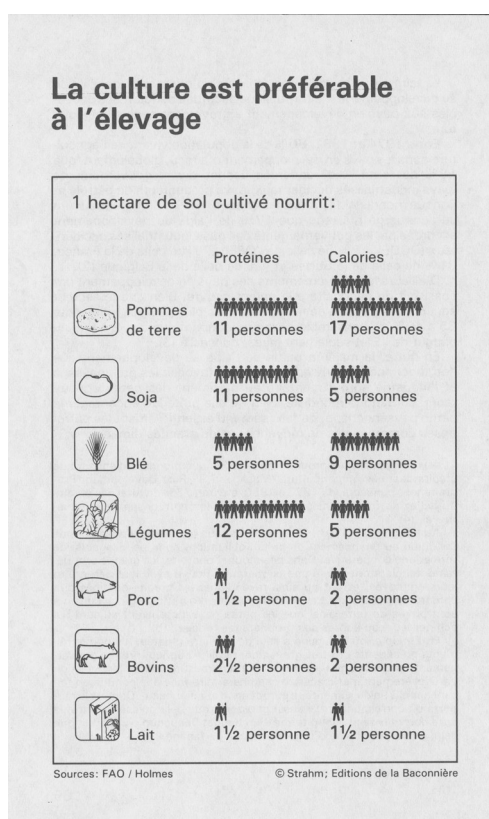 La culture est préférable
à l'élevage
1 hectare de sol cultivé nourrit:
Protéines Calories
Pommes
de terre 11 personnes 17 personnes
Soja 11 personnes 5 personnes
Blé 5 personnes 9 personnes
Légumes 12 personnes 5 personnes
Porc 1½ personne 2 personnes
Bovins 2½ personnes 2 personnes
Lait
Lait 1½ personne 1½ personne
Sources: FAO / Holmes © Strahm; Editions de la Baconnière